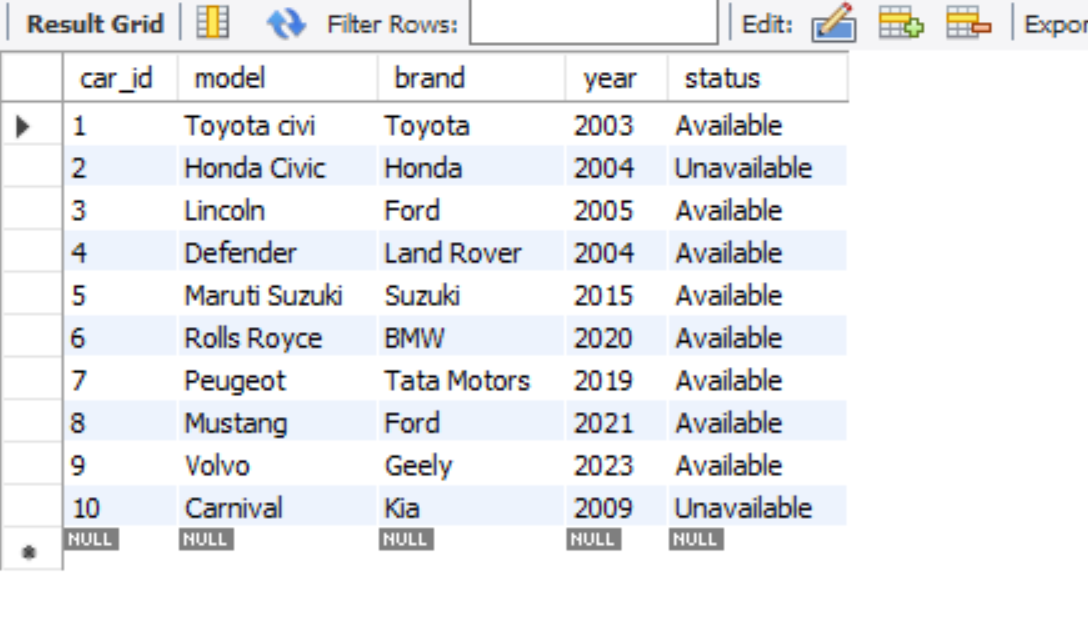 Result Grid Filter Rows: Edit: Expor
car_id model brand year status
1 Toyota civi Toyota 2003 Available
2 Honda Civic Honda 2004 Unavailable
3 Lincoln Ford 2005 Available
4 Defender Land Rover 2004 Available
5 Maruti Suzuki Suzuki 2015 Available
6 Rolls Royce BMW 2020 Available
7 Peugeot Tata Motors 2019 Available
8 Mustang Ford 2021 Available
9 Volvo Geely 2023 Available
10 Carnival Kia 2009 Unavailable
NULL NULL NULL NULL NULL